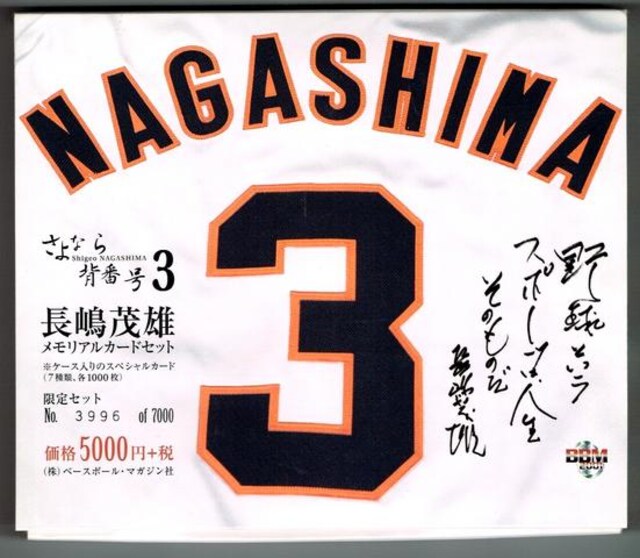 NAGASHIMA
3
さよなら
Shigeo NAGASHIMA
背番号3
長嶋茂雄
メモリアルカードセット
※ケース入りのスペシャルカード
(7種類、各1000枚)
限定セット
No. 3996 of 7000
価格5000円+税
(株)ベースボール・マガジン社
野球という
スポーツは人生
そのものだ
長嶋茂雄
BBM
2001